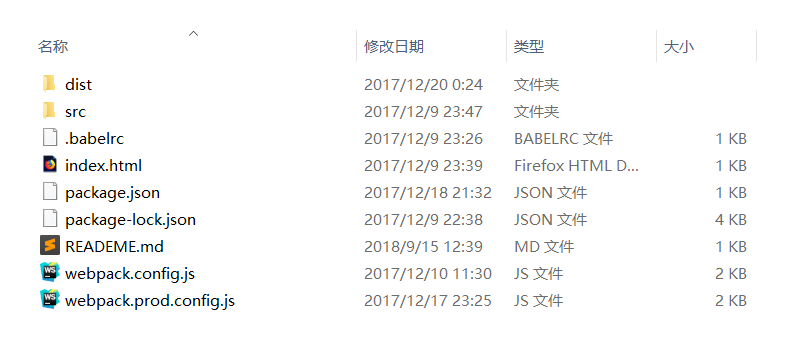 名称 修改日期 类型 大小
dist 2017/12/20 0:24 文件夹
src 2017/12/9 23:47 文件夹
.babelrc 2017/12/9 23:26 BABELRC 文件 1 KB
index.html 2017/12/9 23:39 Firefox HTML D... 1 KB
package.json 2017/12/18 21:32 JSON 文件 1 KB
package-lock.json 2017/12/9 22:38 JSON 文件 4 KB
READEME.md 2018/9/15 12:39 MD 文件 1 KB
WS webpack.config.js 2017/12/10 11:30 JS 文件 2 KB
WS webpack.prod.config.js 2017/12/17 23:25 JS 文件 2 KB